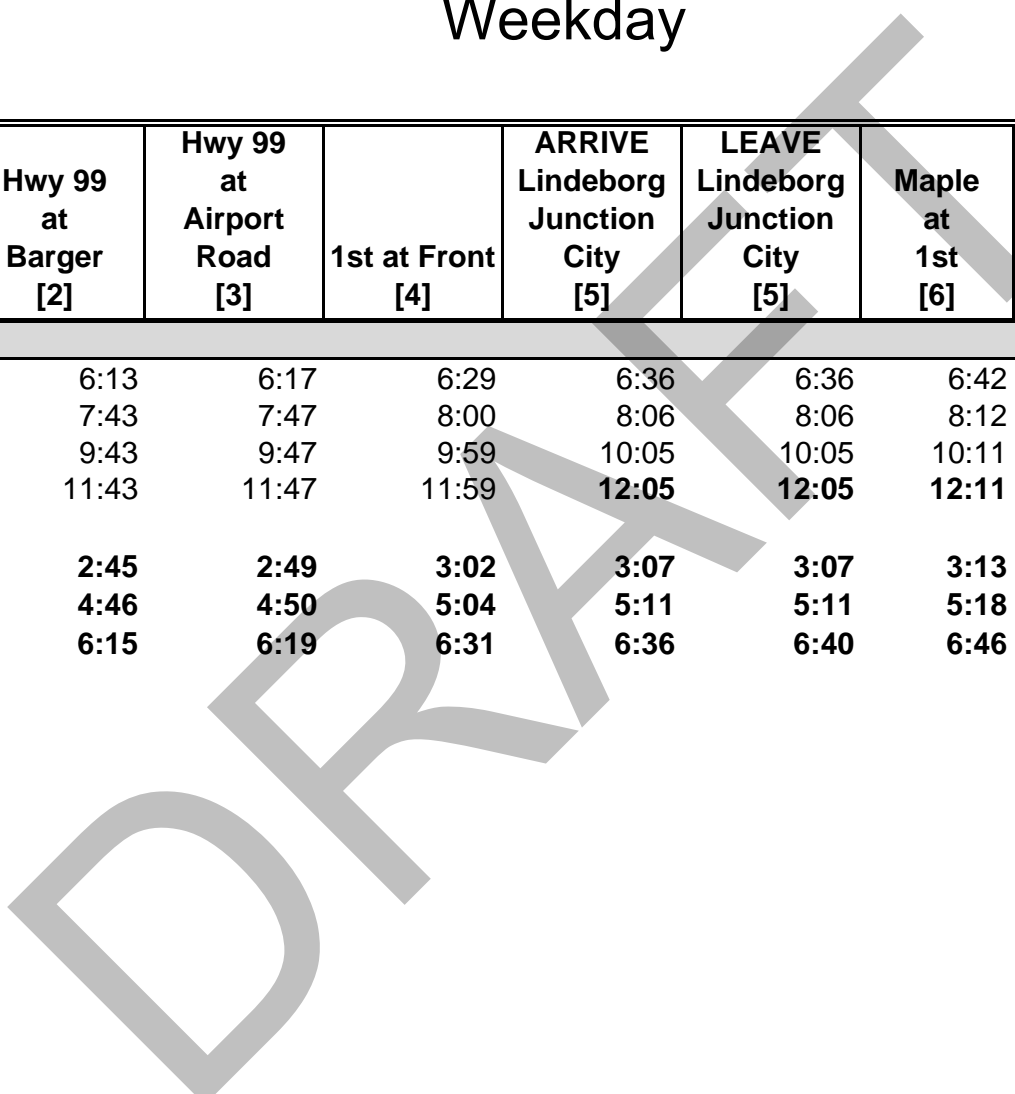 Weekday
Hwy 99 at Barger [2] Hwy 99 at Airport Road [3] 1st at Front [4] ARRIVE Lindeborg Junction City [5] LEAVE Lindeborg Junction City [5] Maple at 1st [6]
6:13 6:17 6:29 6:36 6:36 6:42
7:43 7:47 8:00 8:06 8:06 8:12
9:43 9:47 9:59 10:05 10:05 10:11
11:43 11:47 11:59 12:05 12:05 12:11
2:45 2:49 3:02 3:07 3:07 3:13
4:46 4:50 5:04 5:11 5:11 5:18
6:15 6:19 6:31 6:36 6:40 6:46
DRAFT